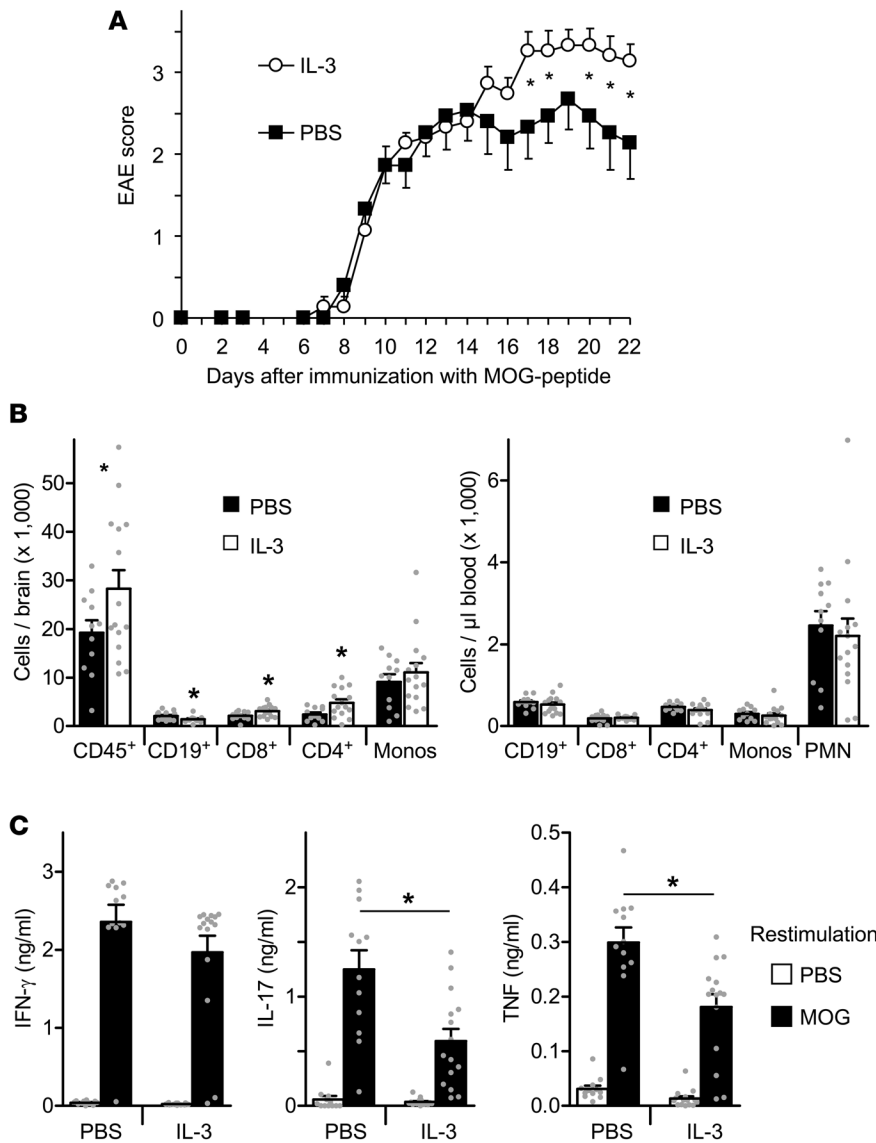 A
EAE score
3
2
1
0
IL-3
PBS
* * * * *
0 2 4 6 8 10 12 14 16 18 20 22
Days after immunization with MOG-peptide
B
Cells / brain (x 1,000)
50
40
30
20
10
0
*
PBS
IL-3
* * *
CD45⁺ CD19⁺ CD8⁺ CD4⁺ Monos
Cells / µl blood (x 1,000)
6
4
2
0
PBS
IL-3
CD19⁺ CD8⁺ CD4⁺ Monos PMN
C
IFN-γ (ng/ml)
3
2
1
0
PBS IL-3
IL-17 (ng/ml)
2
1
0
*
PBS IL-3
TNF (ng/ml)
0.5
0.4
0.3
0.2
0.1
0.0
*
PBS IL-3
Restimulation
PBS
MOG